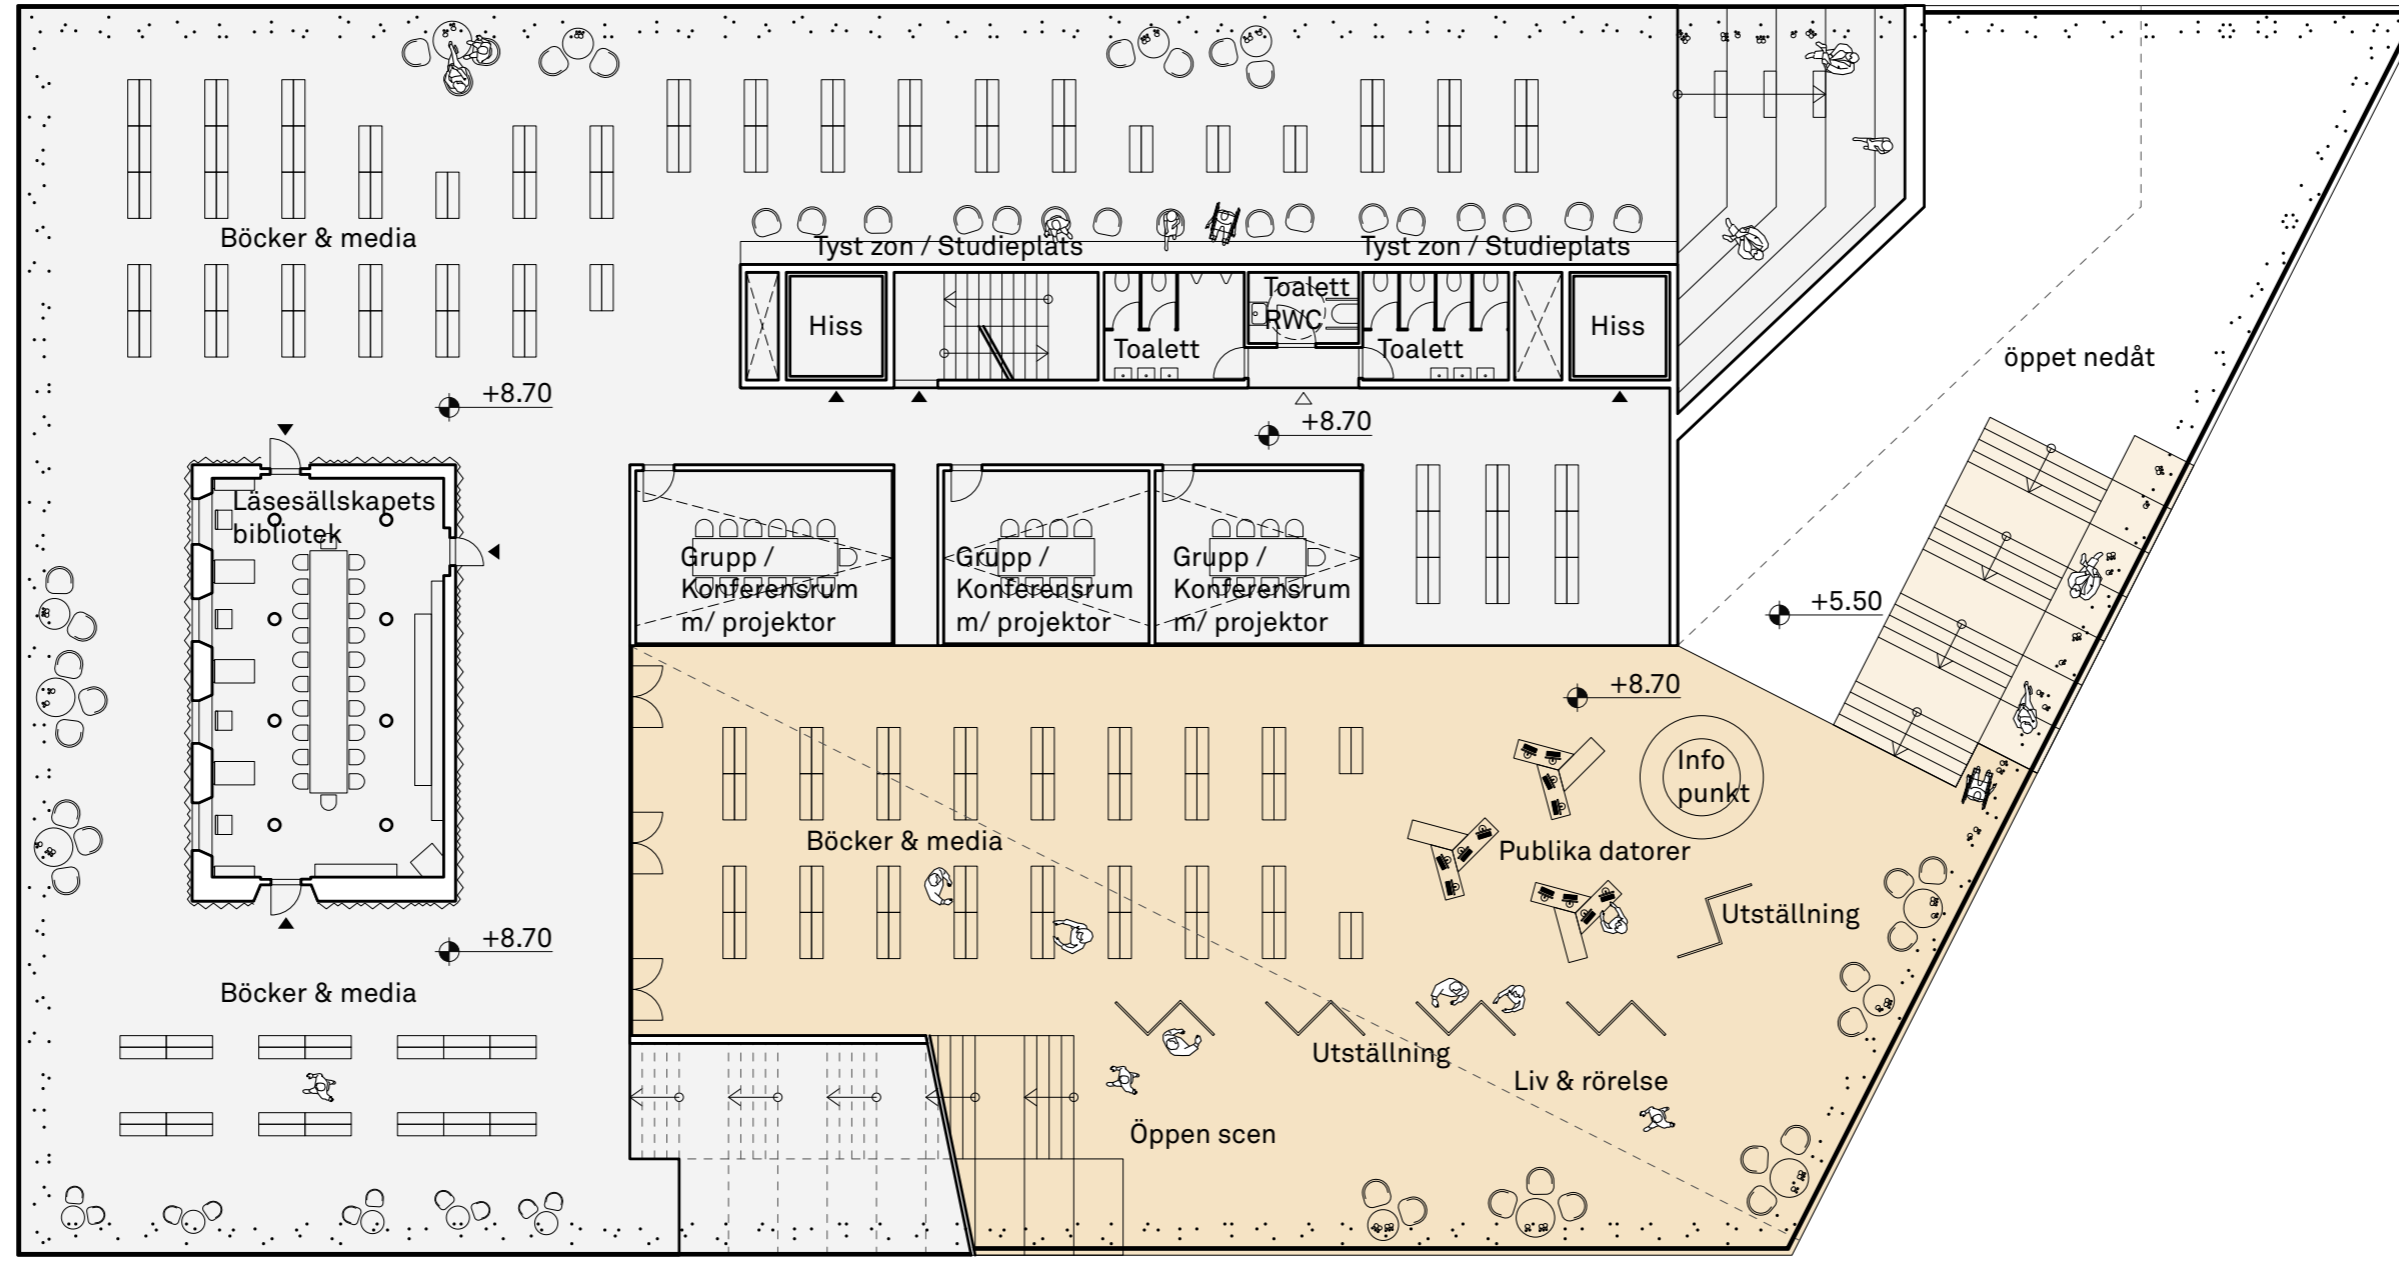 Böcker & media
Tyst zon / Studieplats
Tyst zon / Studieplats
Hiss
Toalett
Toalett
RWC
Toalett
Hiss
öppet nedåt
+8.70
+8.70
Läsesällskapets
bibliotek
Grupp /
Konferensrum
m/ projektor
Grupp /
Konferensrum
m/ projektor
Grupp /
Konferensrum
m/ projektor
+5.50
+8.70
Info
punkt
Böcker & media
Publika datorer
Utställning
+8.70
Böcker & media
Utställning
Liv & rörelse
Öppen scen